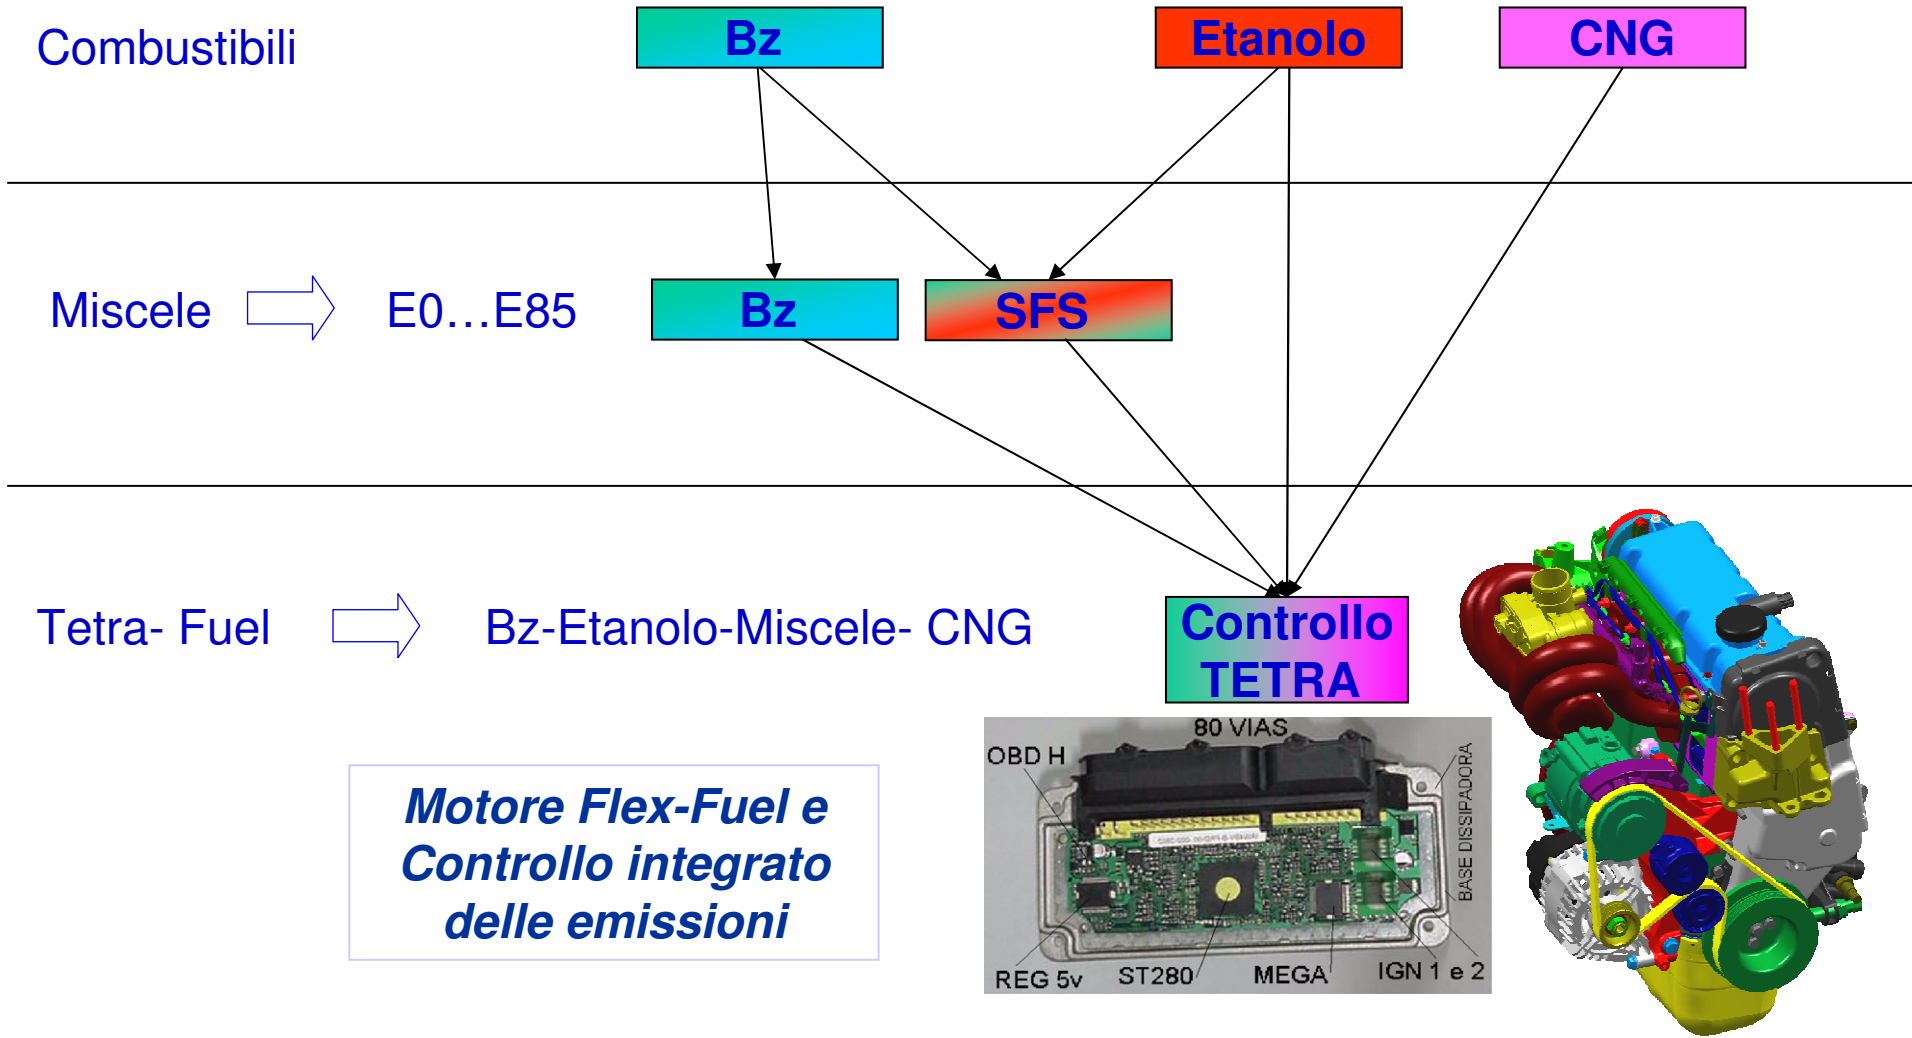 Combustibili
Bz
Etanolo
CNG
Miscele
E0…E85
Bz
SFS
Tetra- Fuel
Bz-Etanolo-Miscele- CNG
Controllo
TETRA
Motore Flex-Fuel e
Controllo integrato
delle emissioni
80 VIAS
OBD H
BASE DISSIPADORA
REG 5v
ST280
MEGA
IGN 1 e 2